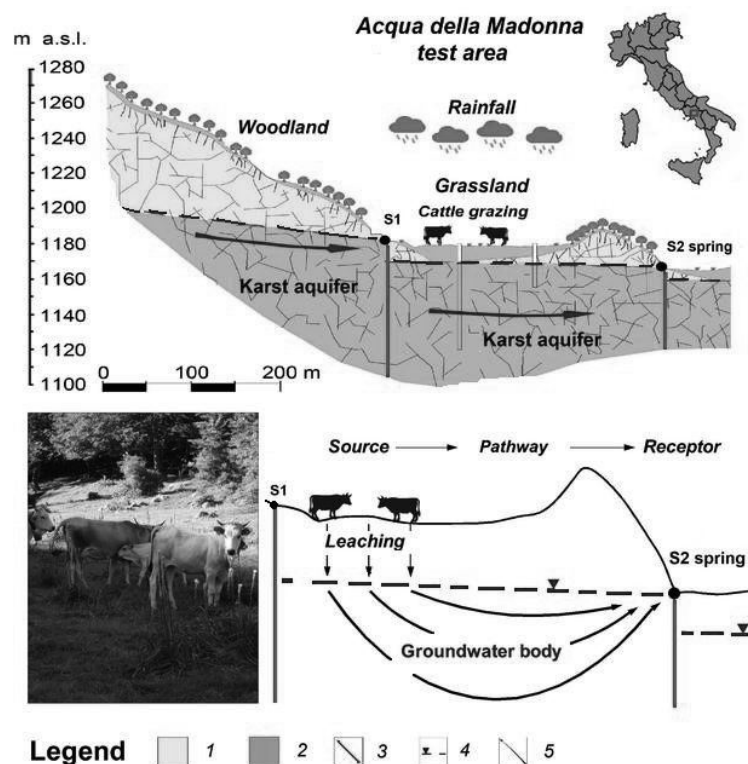 Acqua della Madonna
test area
m a.s.l.
1280
1260
1240
1220
1200
1180
1160
1140
1120
1100
Woodland
Rainfall
Grassland
Cattle grazing
S1
S2 spring
Karst aquifer
Karst aquifer
0 100 200 m
Source Pathway Receptor
S1
Leaching
S2 spring
Groundwater body
Legend 1 2 3 4 5